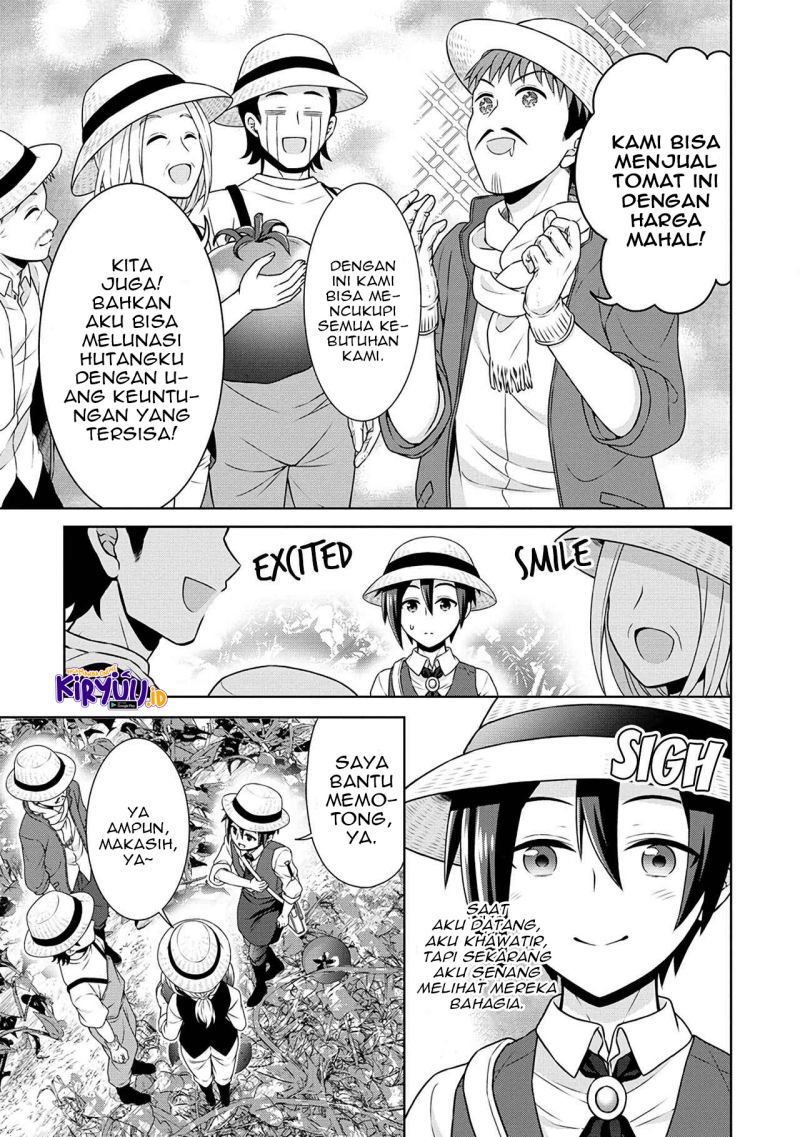 KAMI BISA
MENJUAL
TOMAT INI
DENGAN
HARGA
MAHAL!
DENGAN
INI KAMI
BISA ME-
NCUKUPI
SEMUA KE-
BUTUHAN
KAMI.
KITA
JUGA!
BAHKAN
AKU BISA
MELUNASI
HUTANGKU
DENGAN U-
ANG KEUNTU-
NGAN YANG
TERSISA!
EXCITED
SMILE
KIRYUU.ID
SAYA
BANTU
MEMO-
TONG,
YA.
YA
AMPUN,
MAKASIH,
YA~
SIGH
SAAT
AKU DATANG,
AKU KHAWATIR,
TAPI SEKARANG
AKU SENANG
MELIHAT MEREKA
BAHAGIA.